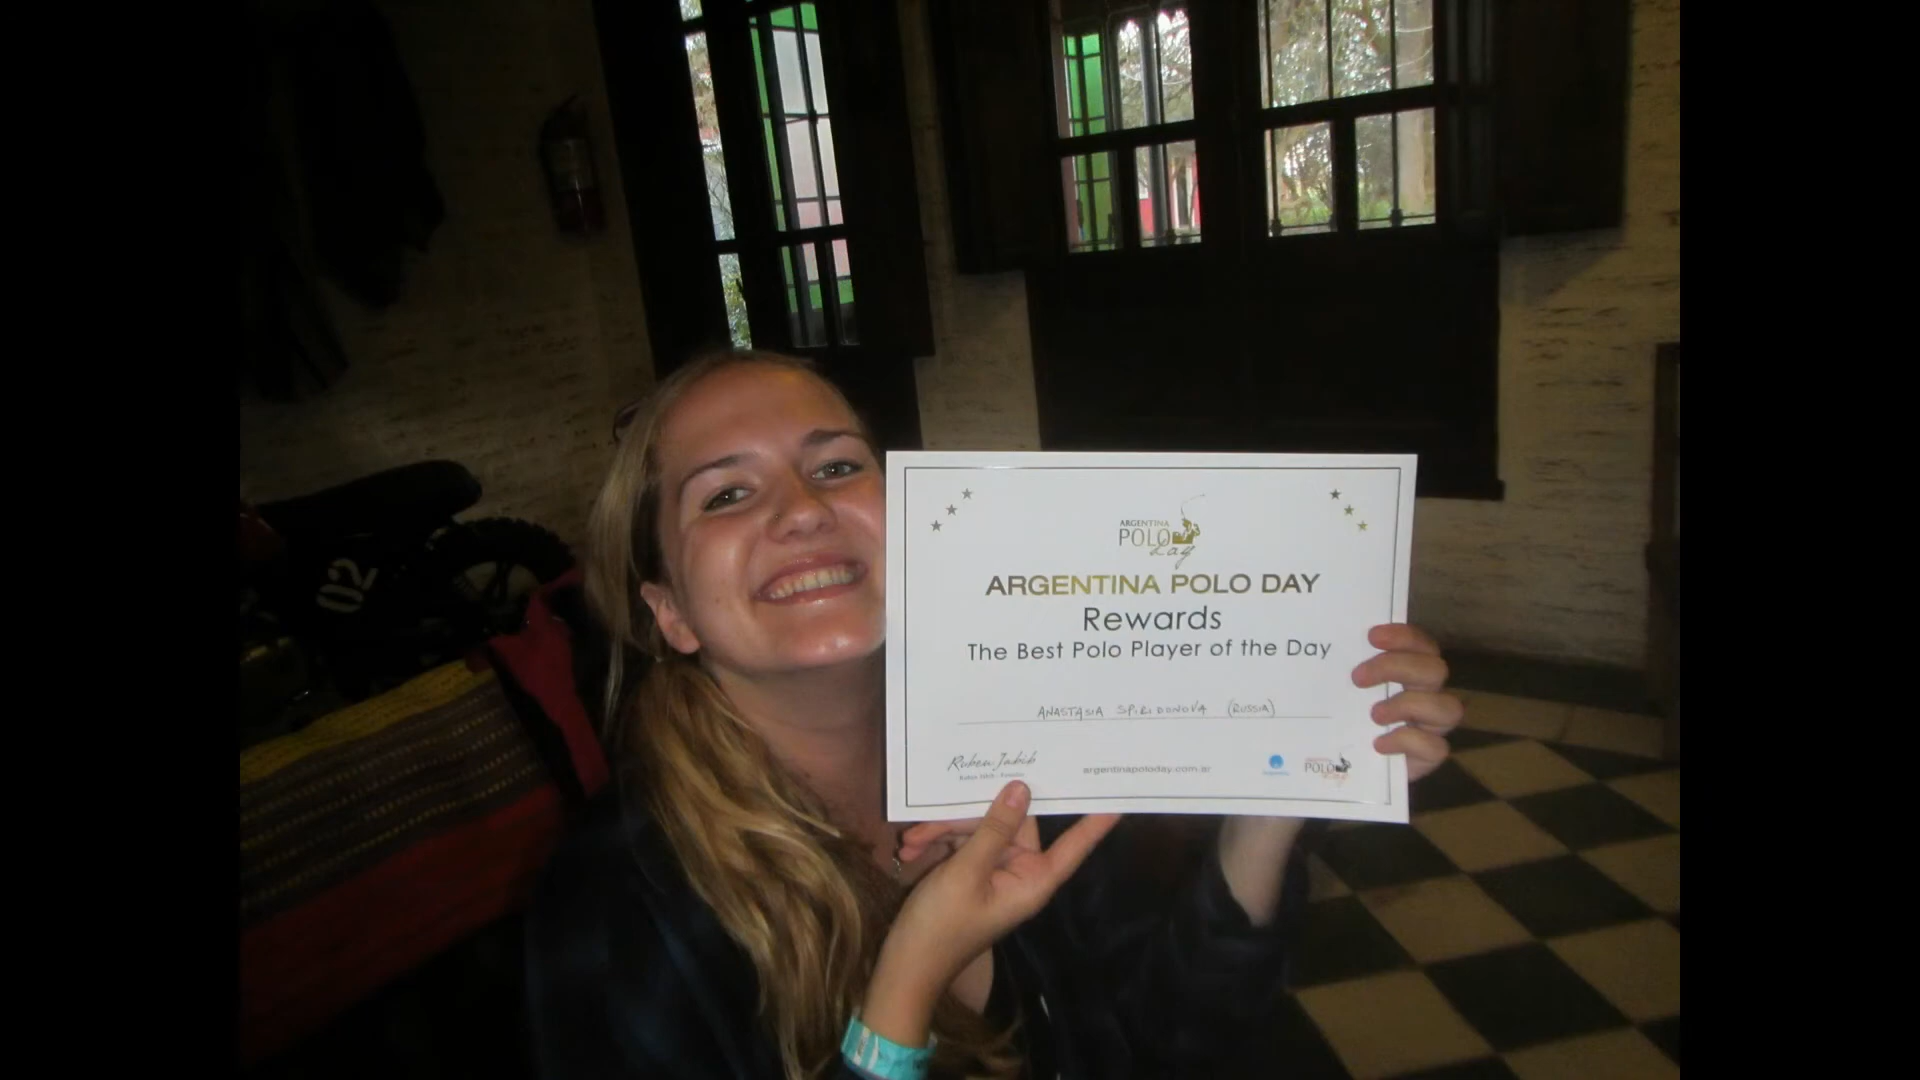 ARGENTINA
POLO
Day
ARGENTINA POLO DAY
Rewards
The Best Polo Player of the Day
ANASTASIA SPIRIDONOVA (RUSSIA)
Ruben Jabib
argentinapoloday.com.ar
POLO
02